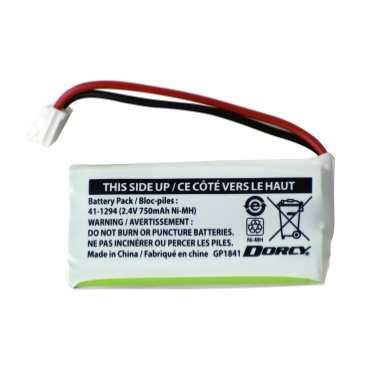 THIS SIDE UP / CE CÔTÉ VERS LE HAUT
Battery Pack / Bloc-piles :
41-1294 (2.4V 750mAh Ni-MH)
WARNING / AVERTISSEMENT :
DO NOT BURN OR PUNCTURE BATTERIES.
NE PAS INCINÉRER OU PERCER LES PILES.
Made in China / Fabriqué en chine GP1841
Ni-MH
DORCY